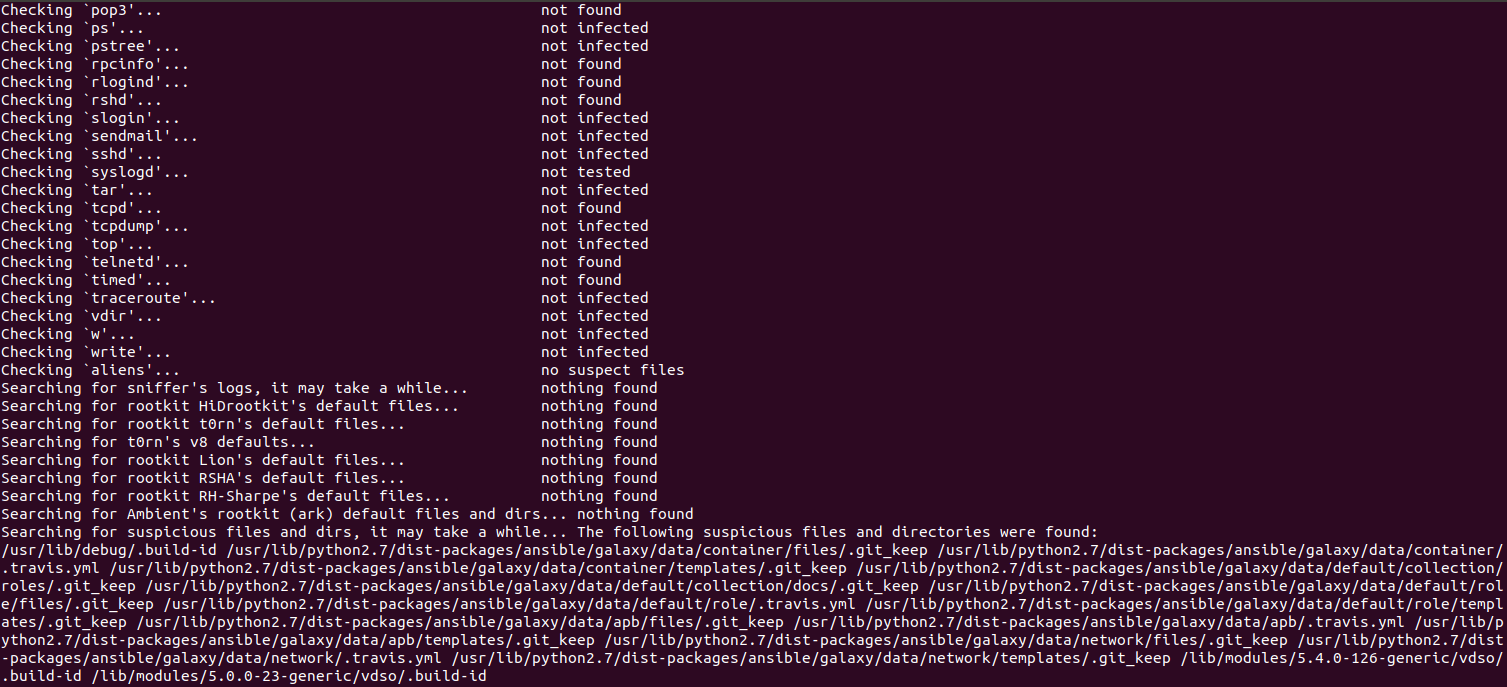 Checking `pop3'... not found
Checking `ps'... not infected
Checking `pstree'... not infected
Checking `rpcinfo'... not found
Checking `rlogind'... not found
Checking `rshd'... not found
Checking `slogin'... not infected
Checking `sendmail'... not infected
Checking `sshd'... not infected
Checking `syslogd'... not tested
Checking `tar'... not infected
Checking `tcpd'... not found
Checking `tcpdump'... not infected
Checking `top'... not infected
Checking `telnetd'... not found
Checking `timed'... not found
Checking `traceroute'... not infected
Checking `vdir'... not infected
Checking `w'... not infected
Checking `write'... not infected
Checking `aliens'... no suspect files
Searching for sniffer's logs, it may take a while... nothing found
Searching for rootkit HiDrootkit's default files... nothing found
Searching for rootkit t0rn's default files... nothing found
Searching for t0rn's v8 defaults... nothing found
Searching for rootkit Lion's default files... nothing found
Searching for rootkit RSHA's default files... nothing found
Searching for rootkit RH-Sharpe's default files... nothing found
Searching for Ambient's rootkit (ark) default files and dirs... nothing found
Searching for suspicious files and dirs, it may take a while... The following suspicious files and directories were found:
/usr/lib/debug/.build-id /usr/lib/python2.7/dist-packages/ansible/galaxy/data/container/files/.git_keep /usr/lib/python2.7/dist-packages/ansible/galaxy/data/container/
.travis.yml /usr/lib/python2.7/dist-packages/ansible/galaxy/data/container/templates/.git_keep /usr/lib/python2.7/dist-packages/ansible/galaxy/data/default/collection/
roles/.git_keep /usr/lib/python2.7/dist-packages/ansible/galaxy/data/default/collection/docs/.git_keep /usr/lib/python2.7/dist-packages/ansible/galaxy/data/default/rol
e/files/.git_keep /usr/lib/python2.7/dist-packages/ansible/galaxy/data/default/role/.travis.yml /usr/lib/python2.7/dist-packages/ansible/galaxy/data/default/role/templ
ates/.git_keep /usr/lib/python2.7/dist-packages/ansible/galaxy/data/apb/files/.git_keep /usr/lib/python2.7/dist-packages/ansible/galaxy/data/apb/.travis.yml /usr/lib/p
ython2.7/dist-packages/ansible/galaxy/data/apb/templates/.git_keep /usr/lib/python2.7/dist-packages/ansible/galaxy/data/network/files/.git_keep /usr/lib/python2.7/dist
-packages/ansible/galaxy/data/network/.travis.yml /usr/lib/python2.7/dist-packages/ansible/galaxy/data/network/templates/.git_keep /lib/modules/5.4.0-126-generic/vdso/
.build-id /lib/modules/5.0.0-23-generic/vdso/.build-id